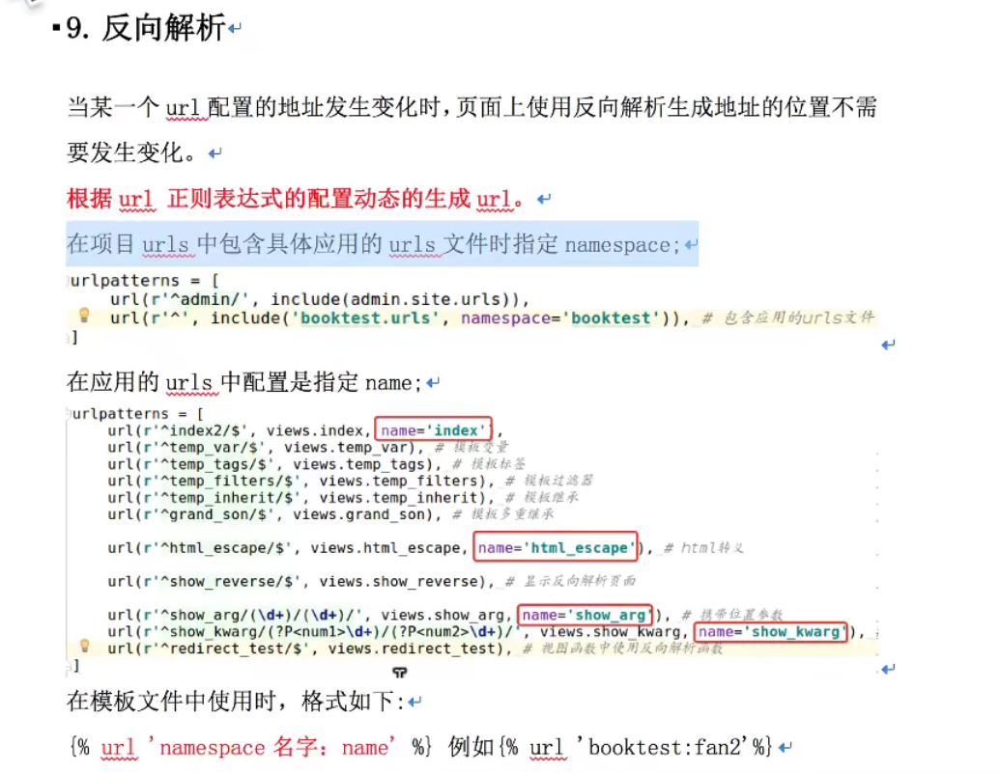 9. 反向解析
当某一个 url 配置的地址发生变化时,页面上使用反向解析生成地址的位置不需
要发生变化。
根据 url 正则表达式的配置动态的生成 url。
在项目 urls 中包含具体应用的 urls 文件时指定 namespace;
urlpatterns = [
url(r'^admin/', include(admin.site.urls)),
url(r'^', include('booktest.urls', namespace='booktest')), # 包含应用的urls文件
]
在应用的 urls 中配置是指定 name;
urlpatterns = [
url(r'^index2/$', views.index, name='index'),
url(r'^temp_var/$', views.temp_var), # 模板变量
url(r'^temp_tags/$', views.temp_tags), # 模板标签
url(r'^temp_filters/$', views.temp_filters), # 模板过滤器
url(r'^temp_inherit/$', views.temp_inherit), # 模板继承
url(r'^grand_son/$', views.grand_son), # 模板多重继承
url(r'^html_escape/$', views.html_escape, name='html_escape'), # html转义
url(r'^show_reverse/$', views.show_reverse), # 显示反向解析页面
url(r'^show_arg/(\d+)/(\d+)/', views.show_arg, name='show_arg'), # 携带位置参数
url(r'^show_kwarg/(?P<num1>\d+)/(?P<num2>\d+)/', views.show_kwarg, name='show_kwarg'),
url(r'^redirect_test/$', views.redirect_test), # 视图函数中使用反向解析函数
]
在模板文件中使用时，格式如下:
{% url 'namespace 名字：name' %} 例如{% url 'booktest:fan2'%}